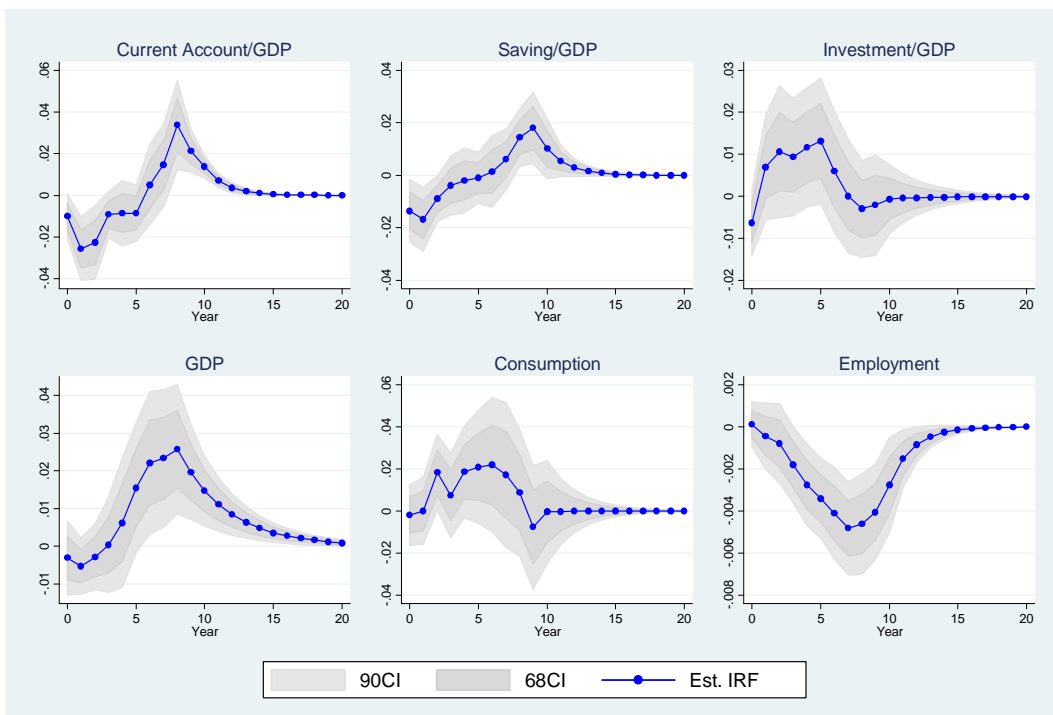 Current Account/GDP
.06
.04
.02
0
-.02
-.04
0 5 10 15 20
Year
Saving/GDP
.04
.02
0
-.02
-.04
0 5 10 15 20
Year
Investment/GDP
.03
.02
.01
0
-.01
-.02
0 5 10 15 20
Year
GDP
.04
.03
.02
.01
0
-.01
0 5 10 15 20
Year
Consumption
.06
.04
.02
0
-.02
-.04
0 5 10 15 20
Year
Employment
.002
0
-.002
-.004
-.006
-.008
0 5 10 15 20
Year
90CI 68CI Est. IRF